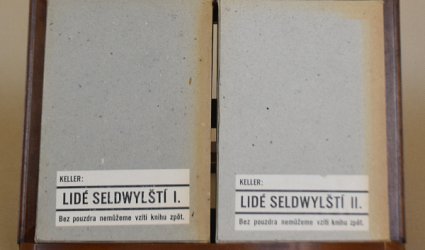 KELLER:
LIDÉ SELDWYLŠTÍ I.
Bez pouzdra nemůžeme vzíti knihu zpět.
KELLER:
LIDÉ SELDWYLŠTÍ II.
Bez pouzdra nemůžeme vzíti knihu zpět.